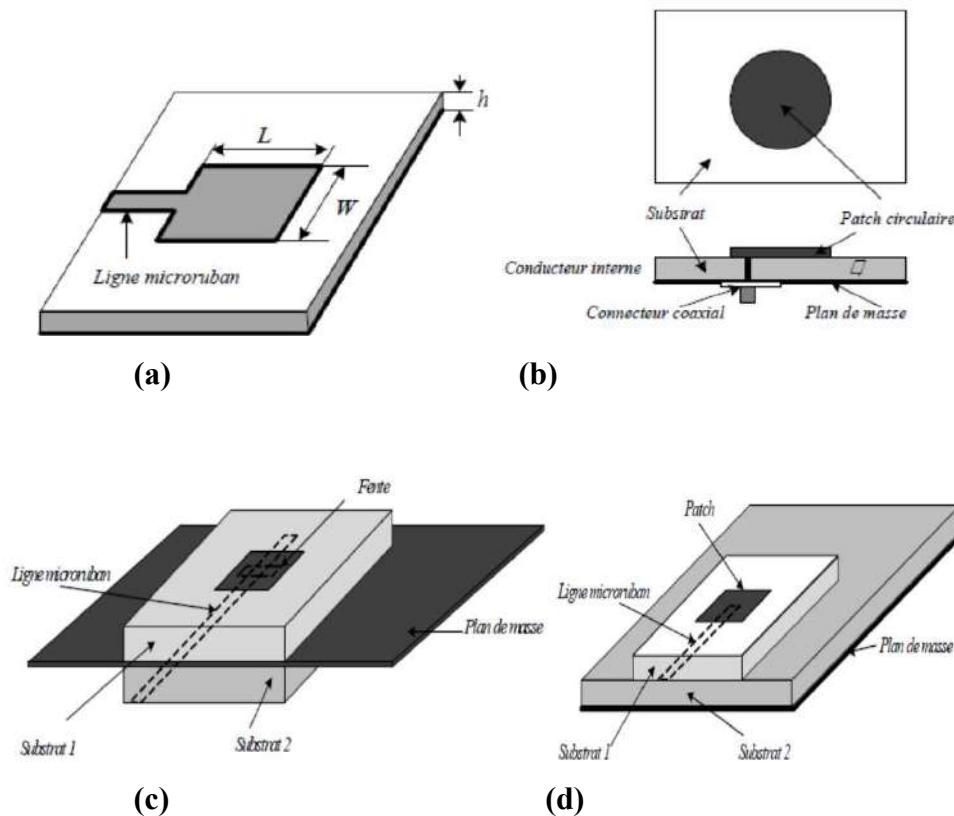 h
L
W
Ligne microruban
(a)
Substrat
Patch circulaire
Conducteur interne
Connecteur coaxial
Plan de masse
(b)
Fente
Ligne microruban
Plan de masse
Substrat 1
Substrat 2
(c)
Patch
Ligne microruban
Plan de masse
Substrat 1
Substrat 2
(d)